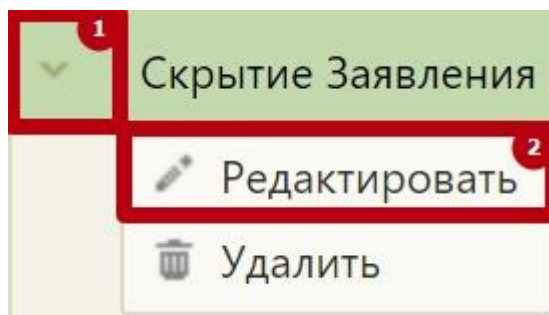 1
Скрытие Заявления
2
Редактировать
Удалить